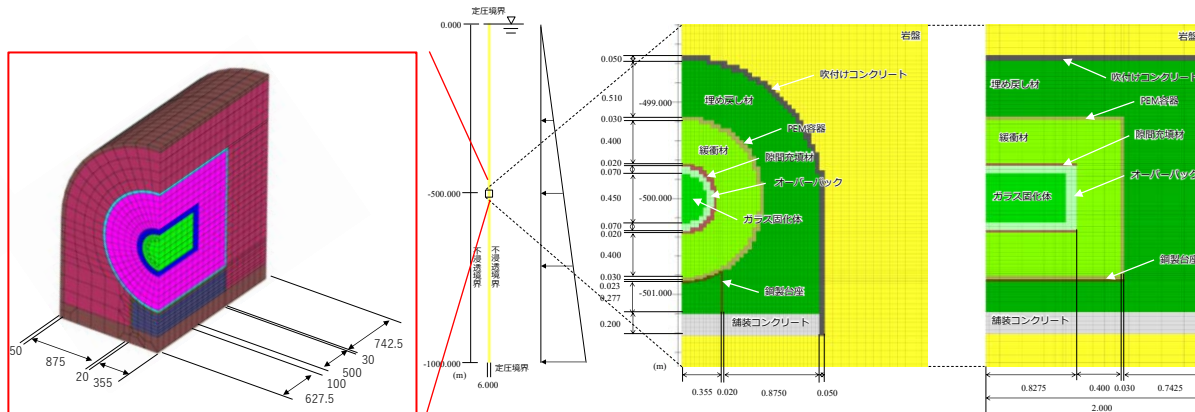 50
875
20
355
742.5
30
500
100
627.5
定圧境界
0.000
-500.000
不浸透境界
不浸透境界
-1000.000
(m)
6.000
定圧境界
岩盤
吹付けコンクリート
埋め戻し材
PEM容器
緩衝材
隙間充填材
オーバーパック
ガラス固化体
鋼製台座
舗装コンクリート
0.050
0.510
0.030
0.400
0.020
0.070
0.450
0.070
0.020
0.400
0.030
0.023
0.277
0.200
-499.000
-500.000
-501.000
(m)
0.355
0.020
0.8750
0.050
岩盤
吹付けコンクリート
埋め戻し材
PEM容器
緩衝材
隙間充填材
オーバーパック
ガラス固化体
鋼製台座
舗装コンクリート
0.8275
0.400
0.030
0.7425
2.000